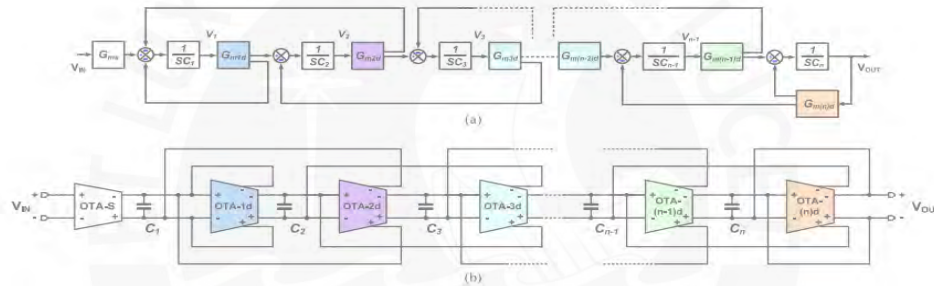 V1 V2 V3 Vn-1
VIN Gms 1/SC1 Gm1d 1/SC2 Gm2d 1/SC3 Gm3d Gm(n-2)d 1/SCn-1 Gm(n-1)d 1/SCn VOUT
Gm(n)d
(a)
+ + - - + + - - + + - - + + - - + + - - + + - - +
VIN OTA-S OTA-1d OTA-2d OTA-3d OTA-(n-1)d OTA-(n)d
C1 C2 C3 Cn-1 Cn
(b)